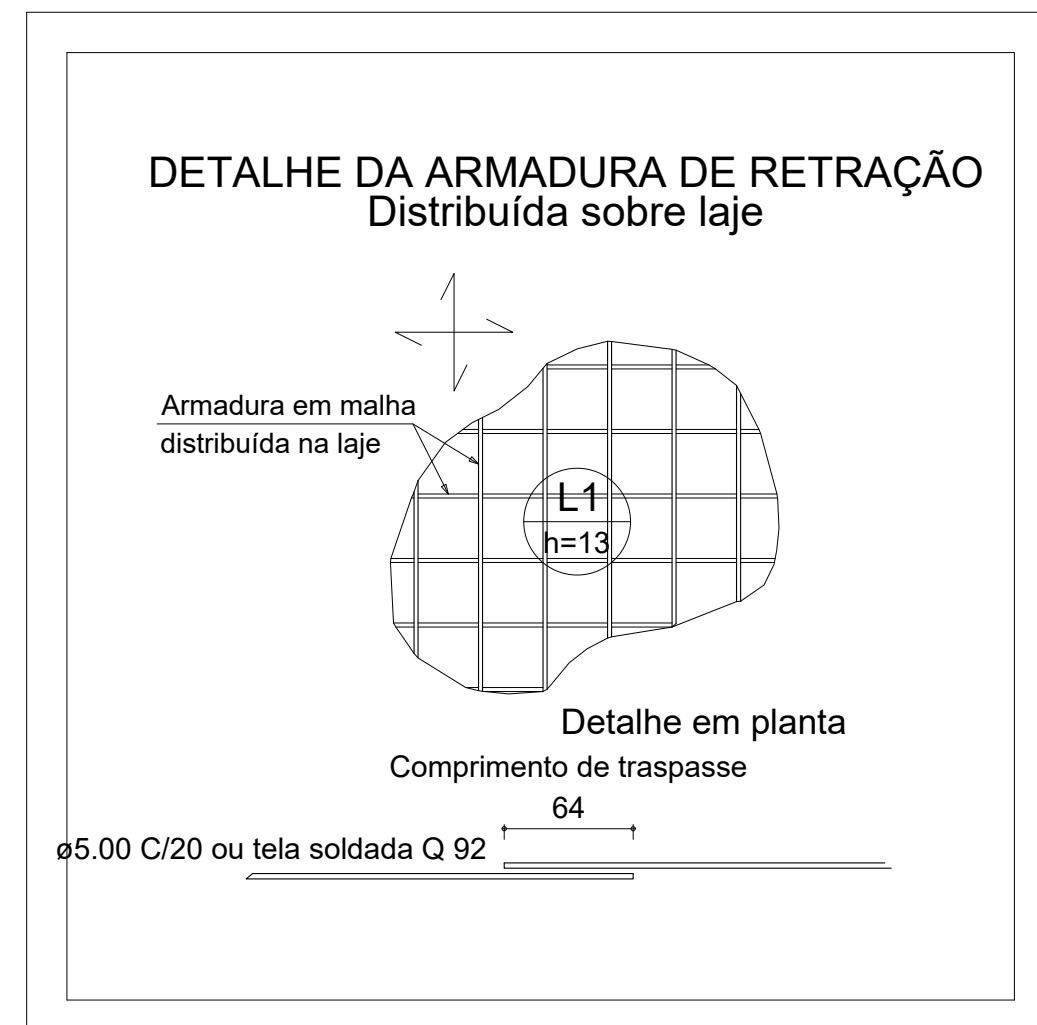 DETALHE DA ARMADURA DE RETRAÇÃO
Distribuída sobre laje
Armadura em malha
distribuída na laje
L1
h=13
Detalhe em planta
Comprimento de traspasse
64
ø5.00 C/20 ou tela soldada Q 92